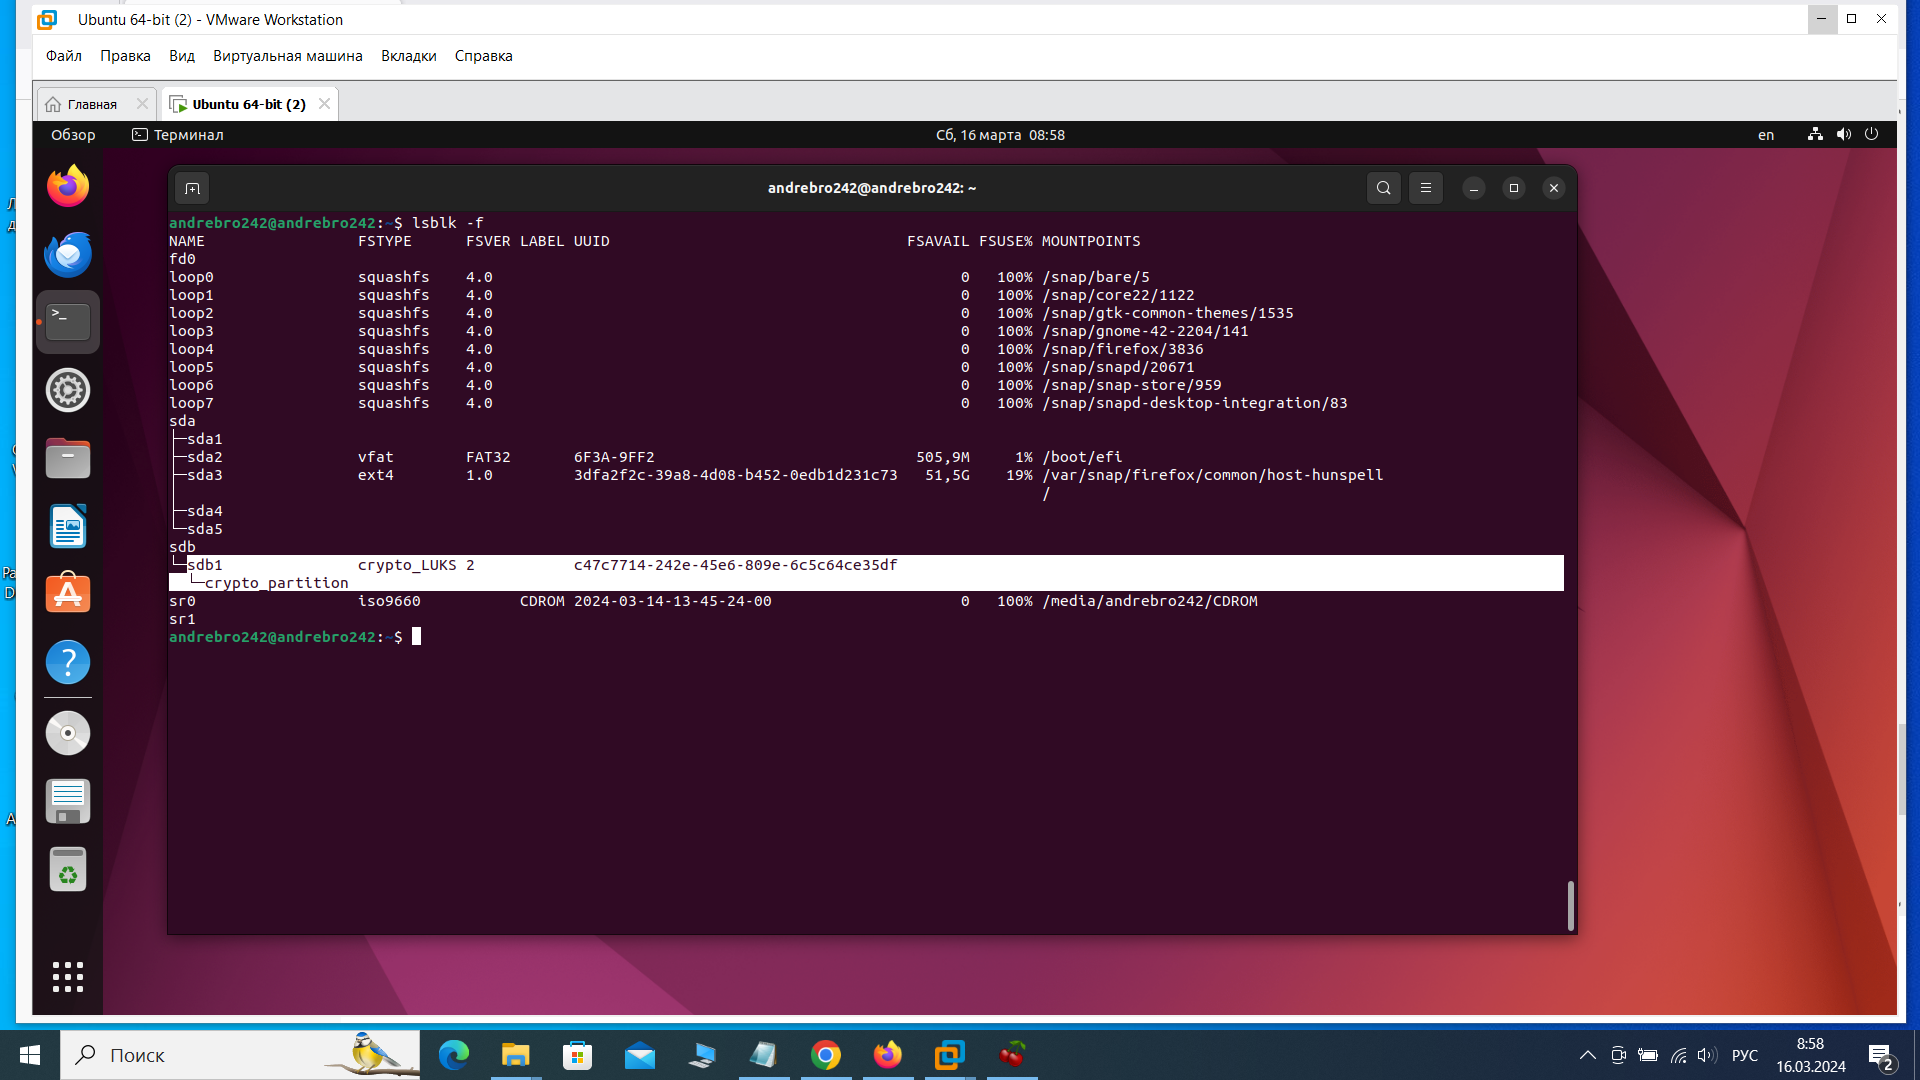 Ubuntu 64-bit (2) - VMware Workstation
Файл Правка Вид Виртуальная машина Вкладки Справка
Главная Ubuntu 64-bit (2)
Обзор Терминал Сб, 16 марта 08:58 en
andrebro242@andrebro242: ~
andrebro242@andrebro242:~$ lsblk -f
NAME FSTYPE FSVER LABEL UUID FSAVAIL FSUSE% MOUNTPOINTS
fd0
loop0 squashfs 4.0 0 100% /snap/bare/5
loop1 squashfs 4.0 0 100% /snap/core22/1122
loop2 squashfs 4.0 0 100% /snap/gtk-common-themes/1535
loop3 squashfs 4.0 0 100% /snap/gnome-42-2204/141
loop4 squashfs 4.0 0 100% /snap/firefox/3836
loop5 squashfs 4.0 0 100% /snap/snapd/20671
loop6 squashfs 4.0 0 100% /snap/snap-store/959
loop7 squashfs 4.0 0 100% /snap/snapd-desktop-integration/83
sda
├─sda1
├─sda2 vfat FAT32 6F3A-9FF2 505,9M 1% /boot/efi
├─sda3 ext4 1.0 3dfa2f2c-39a8-4d08-b452-0edb1d231c73 51,5G 19% /var/snap/firefox/common/host-hunspell
│ /
├─sda4
└─sda5
sdb
└─sdb1 crypto_LUKS 2 c47c7714-242e-45e6-809e-6c5c64ce35df
└─crypto_partition
sr0 iso9660 CDROM 2024-03-14-13-45-24-00 0 100% /media/andrebro242/CDROM
sr1
andrebro242@andrebro242:~$
Поиск
РУС
8:58
16.03.2024
2